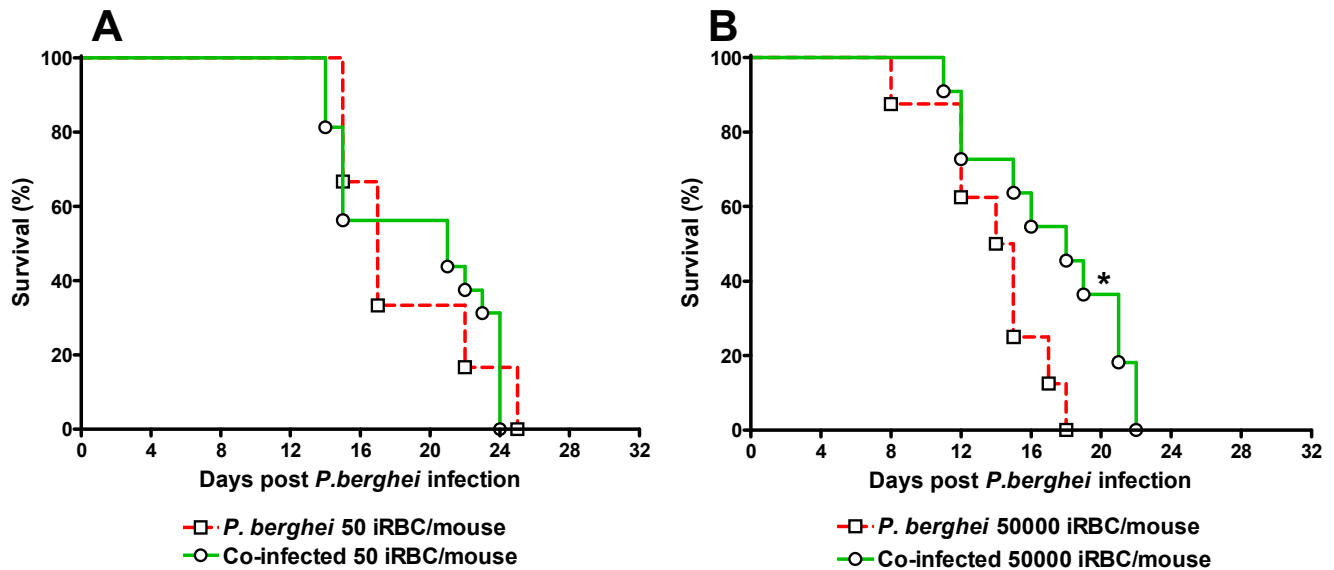 A
100
80
60
40
20
0
Survival (%)
0 4 8 12 16 20 24 28 32
Days post P.berghei infection
P. berghei 50 iRBC/mouse
Co-infected 50 iRBC/mouse
B
100
80
60
40
20
0
Survival (%)
*
0 4 8 12 16 20 24 28 32
Days post P.berghei infection
P. berghei 50000 iRBC/mouse
Co-infected 50000 iRBC/mouse